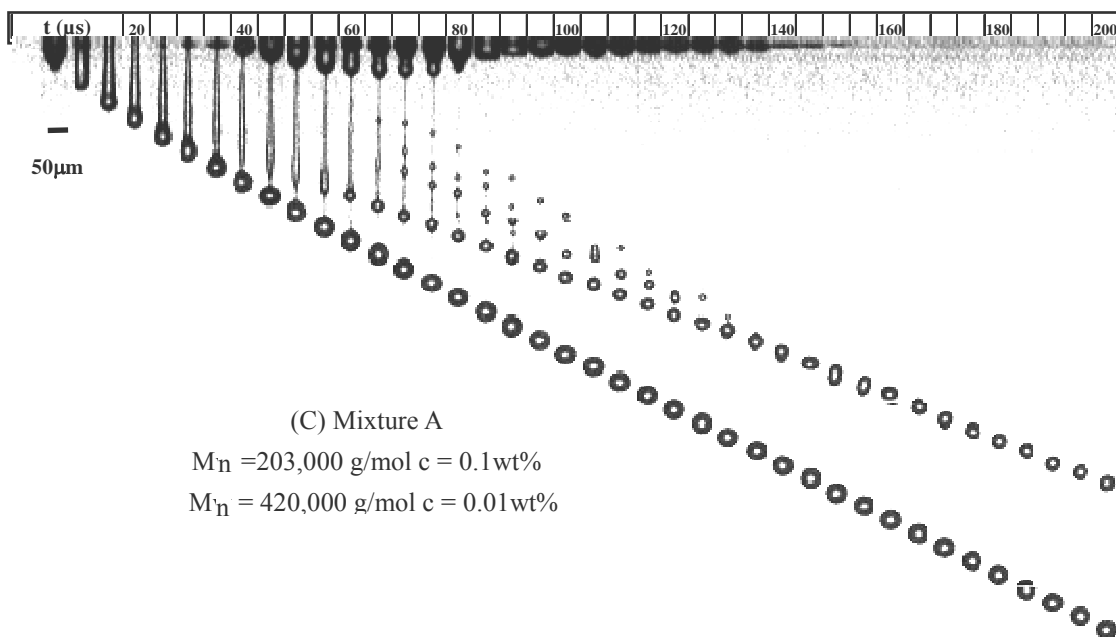 t (µs) 20 40 60 80 100 120 140 160 180 200
50µm
(C) Mixture A
Mn =203,000 g/mol c = 0.1wt%
Mn = 420,000 g/mol c = 0.01wt%